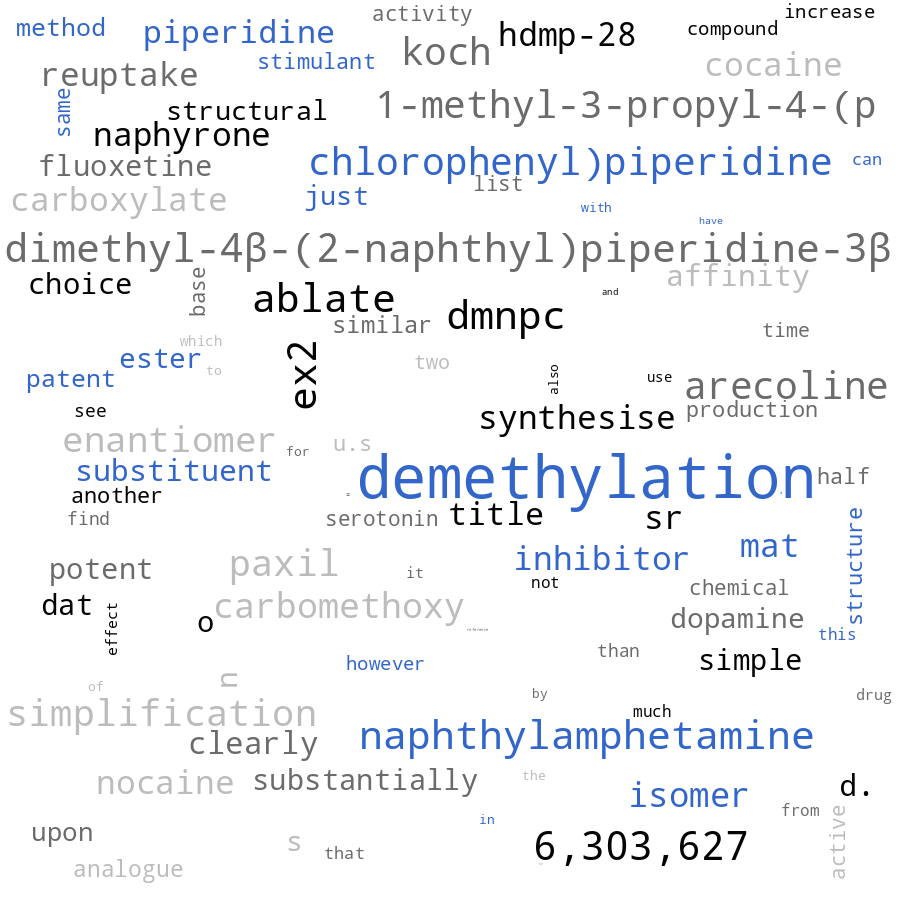 activity
increase
method
piperidine
hdmp-28
compound
koch
stimulant
cocaine
reuptake
same
structural
1-methyl-3-propyl-4-(p
naphyrone
fluoxetine
chlorophenyl)piperidine
can
list
carboxylate
just
with
have
dimethyl-4β-(2-naphthyl)piperidine-3β
choice
base
affinity
ablate
and
dmnpc
similar
time
which
ester
to
two
patent
ex2
also
use
arecoline
see
synthesise
production
enantiomer
for
u.s
substituent
demethylation
half
another
find
serotonin
title
sr
structure
paxil
inhibitor
mat
potent
it
not
chemical
dat
effect
o
carbomethoxy
dopamine
this
reference
however
than
simple
of
n
by
drug
simplification
much
clearly
naphthylamphetamine
nocaine
substantially
the
isomer
d.
from
in
active
upon
s
that
6,303,627
analogue